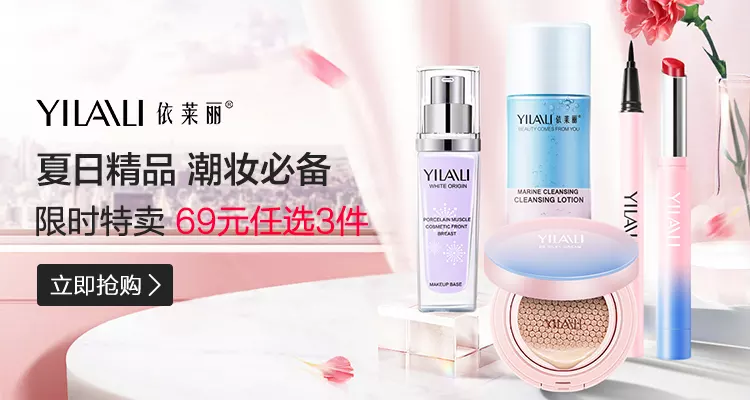 YILAILI 依莱丽®
夏日精品 潮妆必备
限时特卖 69元任选3件
立即抢购
YILAILI
WHITE ORIGIN
PORCELAIN MUSCLE
COSMETIC FRONT
BREAST
MAKEUP BASE
YILAILI 依莱丽®
BEAUTY COMES FROM YOU
MARINE CLEANSING
CLEANSING LOTION
YILAILI
YILAILI
YILAILI
YILAILI